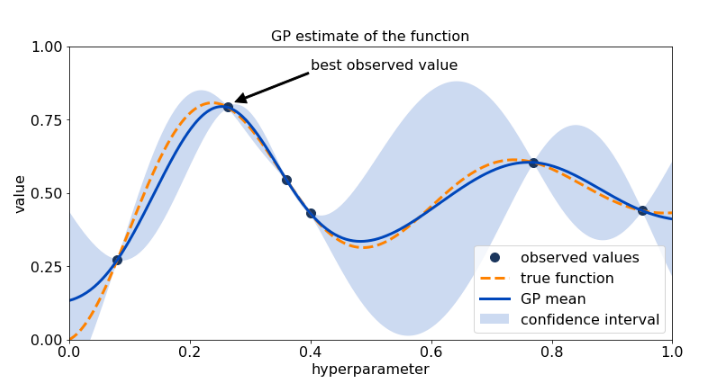 GP estimate of the function
1.00
best observed value
0.75
value
0.50
0.25
observed values
true function
GP mean
confidence interval
0.00
0.0 0.2 0.4 0.6 0.8 1.0
hyperparameter